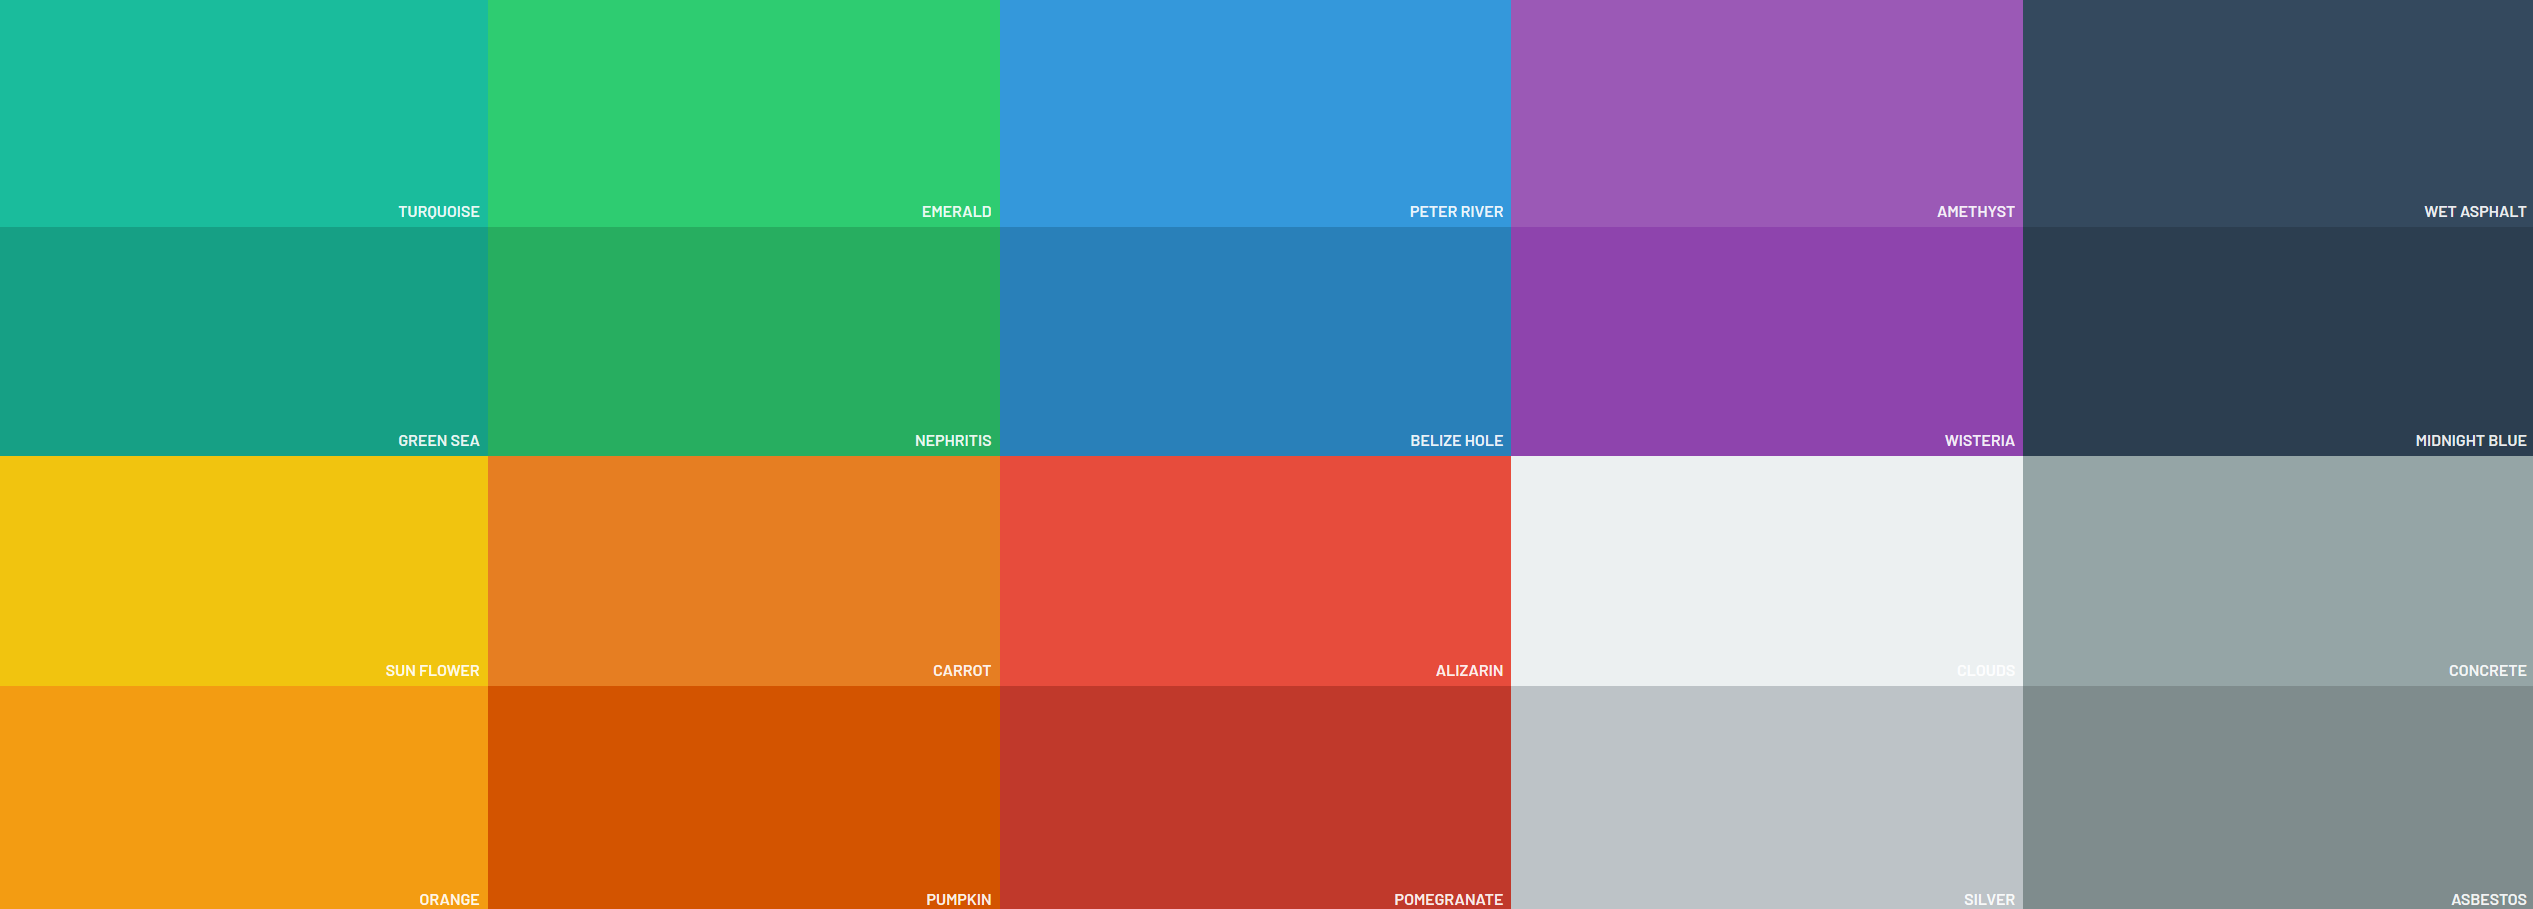 TURQUOISE
EMERALD
PETER RIVER
AMETHYST
WET ASPHALT
GREEN SEA
NEPHRITIS
BELIZE HOLE
WISTERIA
MIDNIGHT BLUE
SUN FLOWER
CARROT
ALIZARIN
CLOUDS
CONCRETE
ORANGE
PUMPKIN
POMEGRANATE
SILVER
ASBESTOS